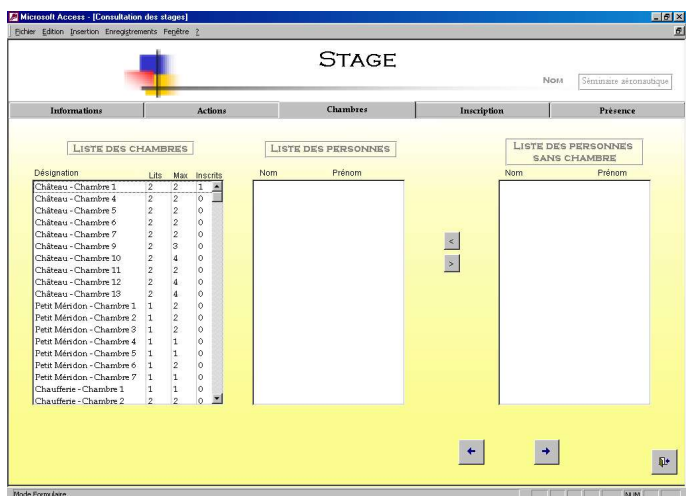 Microsoft Access - [Consultation des stages]
Fichier Edition Insertion Enregistrements Fenêtre ?
STAGE
NOM Séminaire aéronautique
Informations Actions Chambres Inscription Présence
LISTE DES CHAMBRES
Désignation Lits Max Inscrits
Château - Chambre 1 2 2 1
Château - Chambre 4 2 2 0
Château - Chambre 5 2 2 0
Château - Chambre 6 2 2 0
Château - Chambre 7 2 2 0
Château - Chambre 9 2 3 0
Château - Chambre 10 2 4 0
Château - Chambre 11 2 2 0
Château - Chambre 12 2 4 0
Château - Chambre 13 2 4 0
Petit Méridon - Chambre 1 1 2 0
Petit Méridon - Chambre 2 1 2 0
Petit Méridon - Chambre 3 1 2 0
Petit Méridon - Chambre 4 1 1 0
Petit Méridon - Chambre 5 1 1 0
Petit Méridon - Chambre 6 1 2 0
Petit Méridon - Chambre 7 1 1 0
Chaufferie - Chambre 1 1 1 0
Chaufferie - Chambre 2 2 2 0
LISTE DES PERSONNES
Nom Prénom
<
>
LISTE DES PERSONNES
SANS CHAMBRE
Nom Prénom
Mode Formulaire NUM